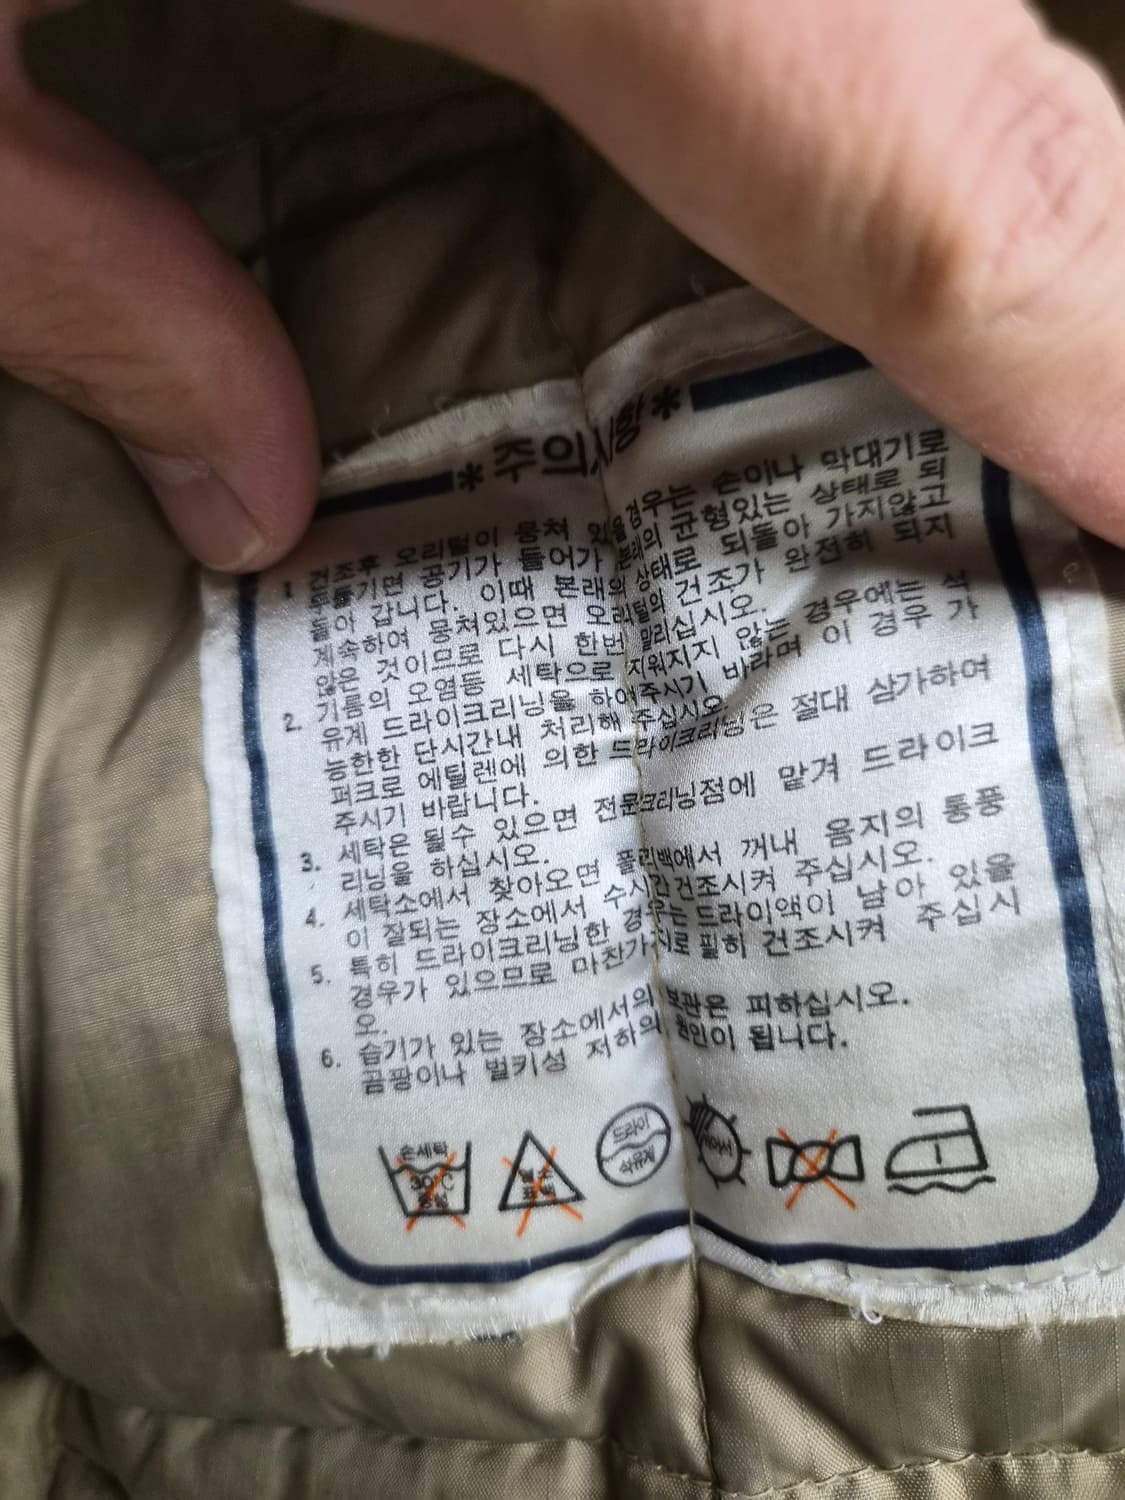 * 주의사항 *
1 건조후 오리털이 뭉쳐 있을 경우는 손이나 막대기로
두들기면 공기가 들어가 본래의 균형있는 상태로 되
돌아 갑니다. 이때 본래의 상태로 되돌아 가지않고
계속하여 뭉쳐있으면 오리털의 건조가 완전히 되지
않은 것이므로 다시 한번 말리십시오.
2. 기름의 오염등 세탁으로 지워지지 않는 경우에는 석
유계 드라이크리닝을 하여주시기 바라며 이 경우 가
능한한 단시간내 처리해 주십시오.
퍼크로 에틸렌에 의한 드라이크리닝은 절대 삼가하여
주시기 바랍니다.
3. 세탁은 될수 있으면 전문크리닝점에 맡겨 드라이크
리닝을 하십시오.
4. 세탁소에서 찾아오면 폴리백에서 꺼내 음지의 통풍
이 잘되는 장소에서 수시간건조시켜 주십시오.
5. 특히 드라이크리닝한 경우는드라이액이 남아 있을
경우가 있으므로 마찬가지로 필히 건조시켜 주십시
오.
6. 습기가 있는 장소에서의 보관은 피하십시오.
곰팡이나 벌키성 저하의 원인이 됩니다.
손세탁
30°C
중성
염소
표백
드라이
석유계